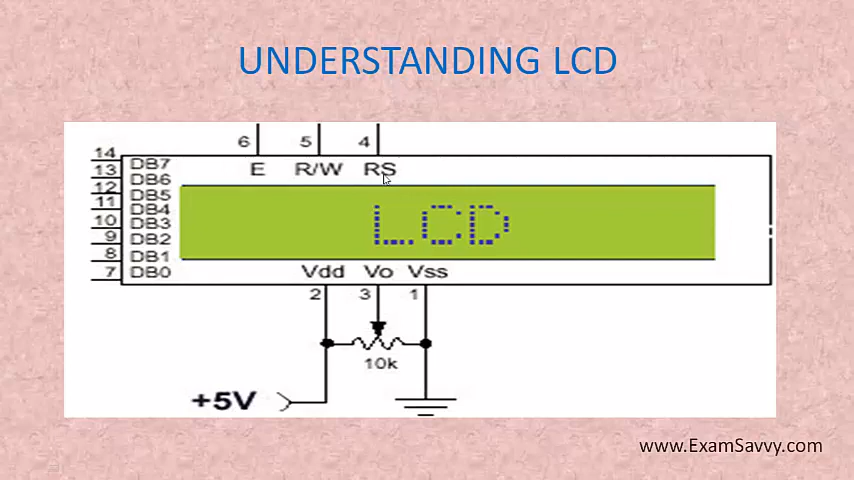 UNDERSTANDING LCD
6 5 4
E R/W RS
14 DB7
13 DB6
12 DB5
11 DB4
10 DB3
9 DB2
8 DB1
7 DB0
LCD
Vdd Vo Vss
2 3 1
10k
+5V
www.ExamSavvy.com